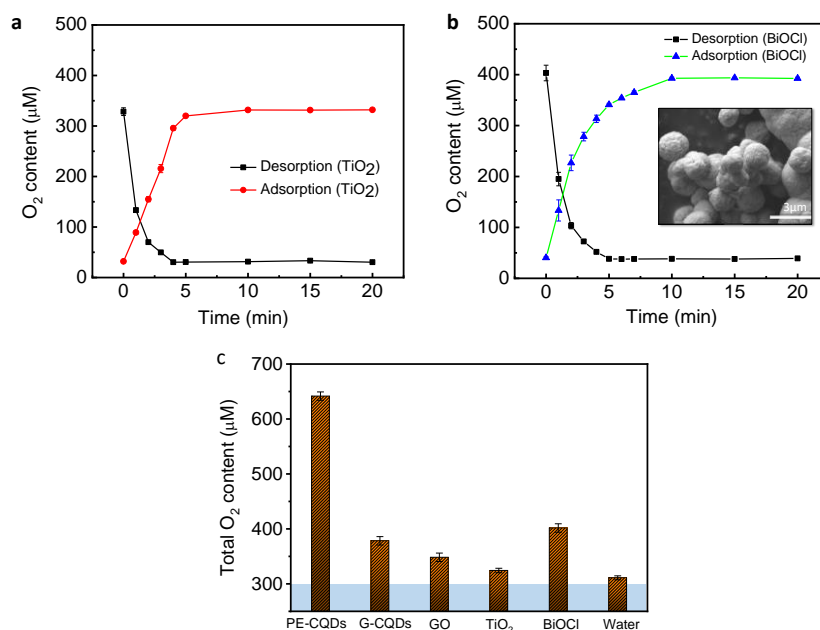 a
500
400
300
200
100
0
O2 content (μM)
Desorption (TiO2)
Adsorption (TiO2)
0 5 10 15 20
Time (min)
b
500
400
300
200
100
0
O2 content (μM)
Desorption (BiOCl)
Adsorption (BiOCl)
3μm
0 5 10 15 20
Time (min)
c
700
600
500
400
300
Total O2 content (μM)
PE-CQDs G-CQDs GO TiO2 BiOCl Water